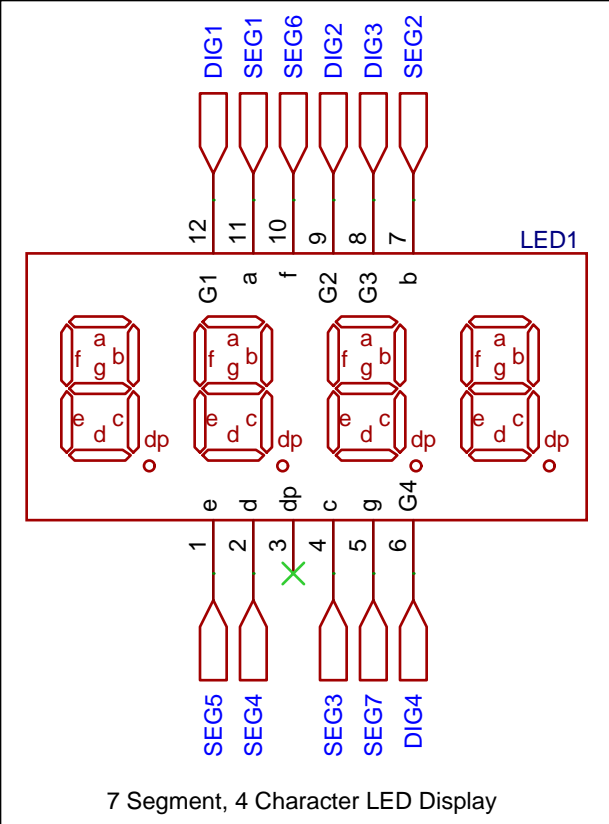 DIG1 SEG1 SEG6 DIG2 DIG3 SEG2
12 11 10 9 8 7
LED1
G1 a f G2 G3 b
a a a
f b f b f b f b
g g g g
e c e c e c e c
d d d d
dp dp dp dp
e d dp c g G4
1 2 3 4 5 6
SEG5 SEG4 SEG3 SEG7 DIG4
7 Segment, 4 Character LED Display